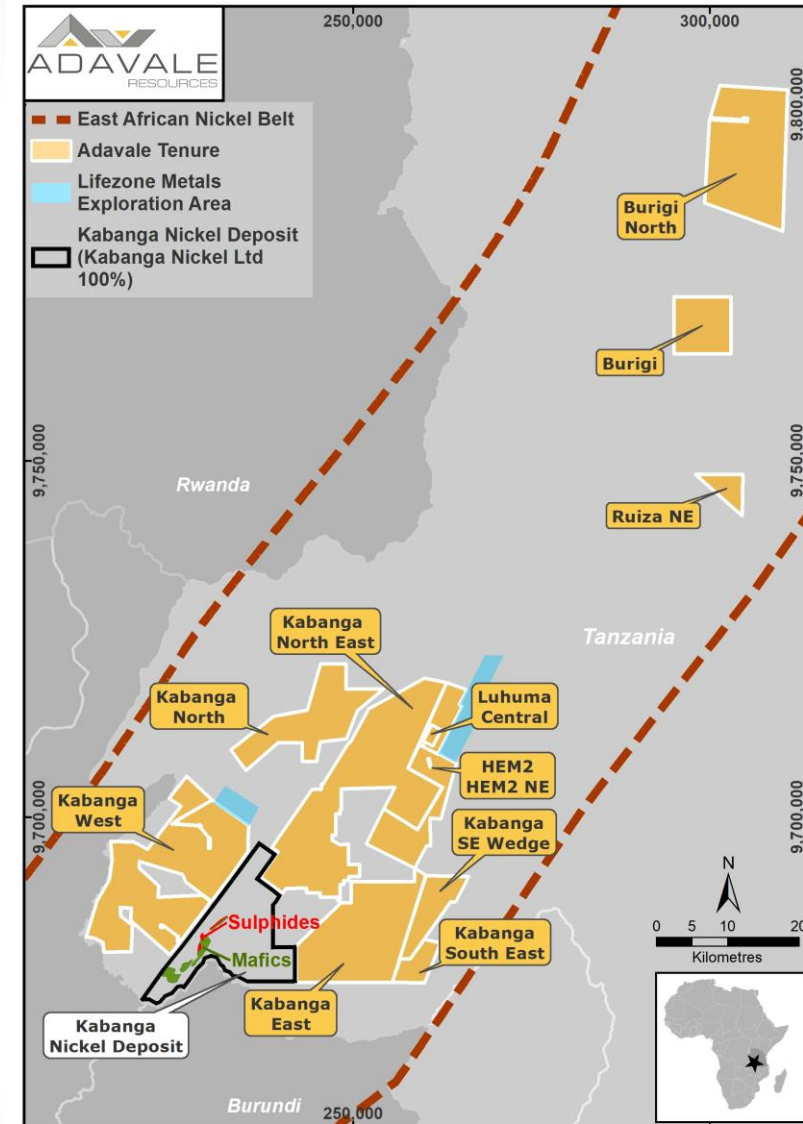 ADAVALE
RESOURCES
East African Nickel Belt
Adavale Tenure
Lifezone Metals
Exploration Area
Kabanga Nickel Deposit
(Kabanga Nickel Ltd
100%)
250,000
300,000
9,800,000
Burigi
North
Burigi
9,750,000
9,750,000
Rwanda
Ruiza NE
Tanzania
Kabanga
North East
Kabanga
North
Luhuma
Central
HEM2
HEM2 NE
Kabanga
West
Kabanga
SE Wedge
9,700,000
9,700,000
N
0 5 10 20
Kilometres
Sulphides
Mafics
Kabanga
South East
Kabanga
East
Kabanga
Nickel Deposit
Burundi
250,000